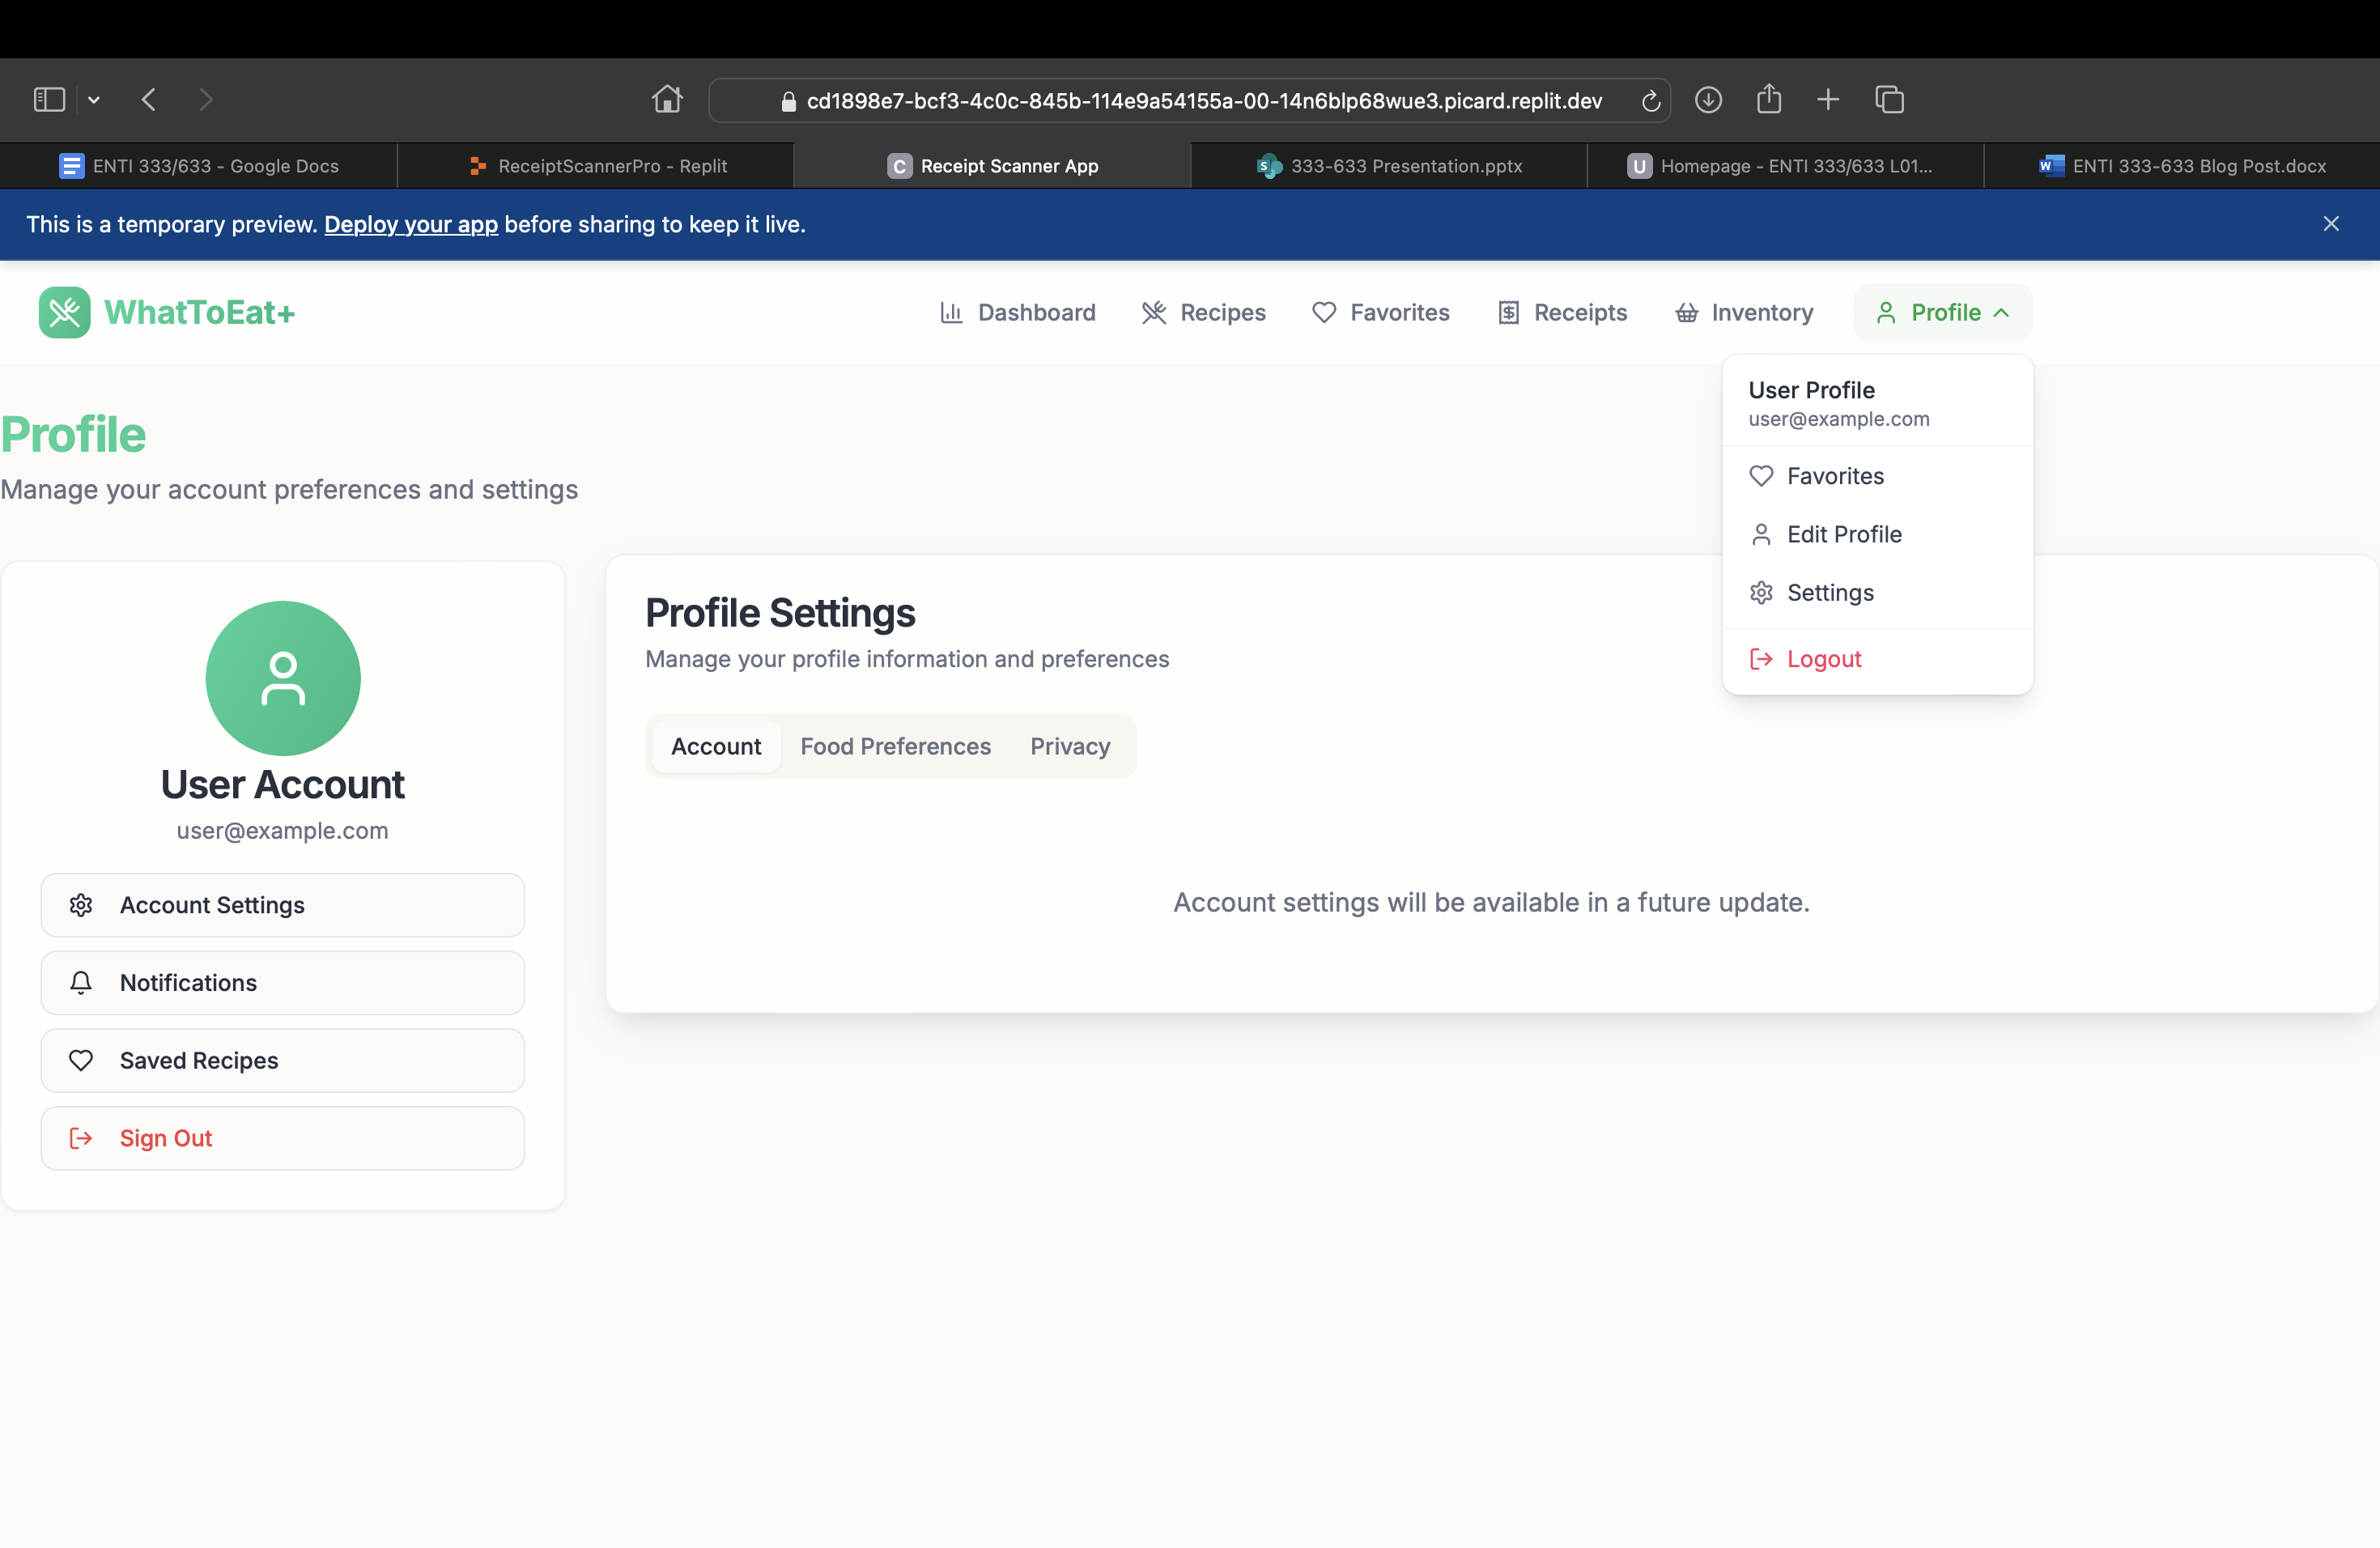 cd1898e7-bcf3-4c0c-845b-114e9a54155a-00-14n6blp68wue3.picard.replit.dev
ENTI 333/633 - Google Docs
ReceiptScannerPro - Replit
C Receipt Scanner App
S 333-633 Presentation.pptx
U Homepage - ENTI 333/633 L01...
W ENTI 333-633 Blog Post.docx
This is a temporary preview. Deploy your app before sharing to keep it live.
WhatToEat+
Dashboard
Recipes
Favorites
Receipts
Inventory
Profile
User Profile
user@example.com
Favorites
Edit Profile
Settings
Logout
Profile
Manage your account preferences and settings
User Account
user@example.com
Account Settings
Notifications
Saved Recipes
Sign Out
Profile Settings
Manage your profile information and preferences
Account
Food Preferences
Privacy
Account settings will be available in a future update.